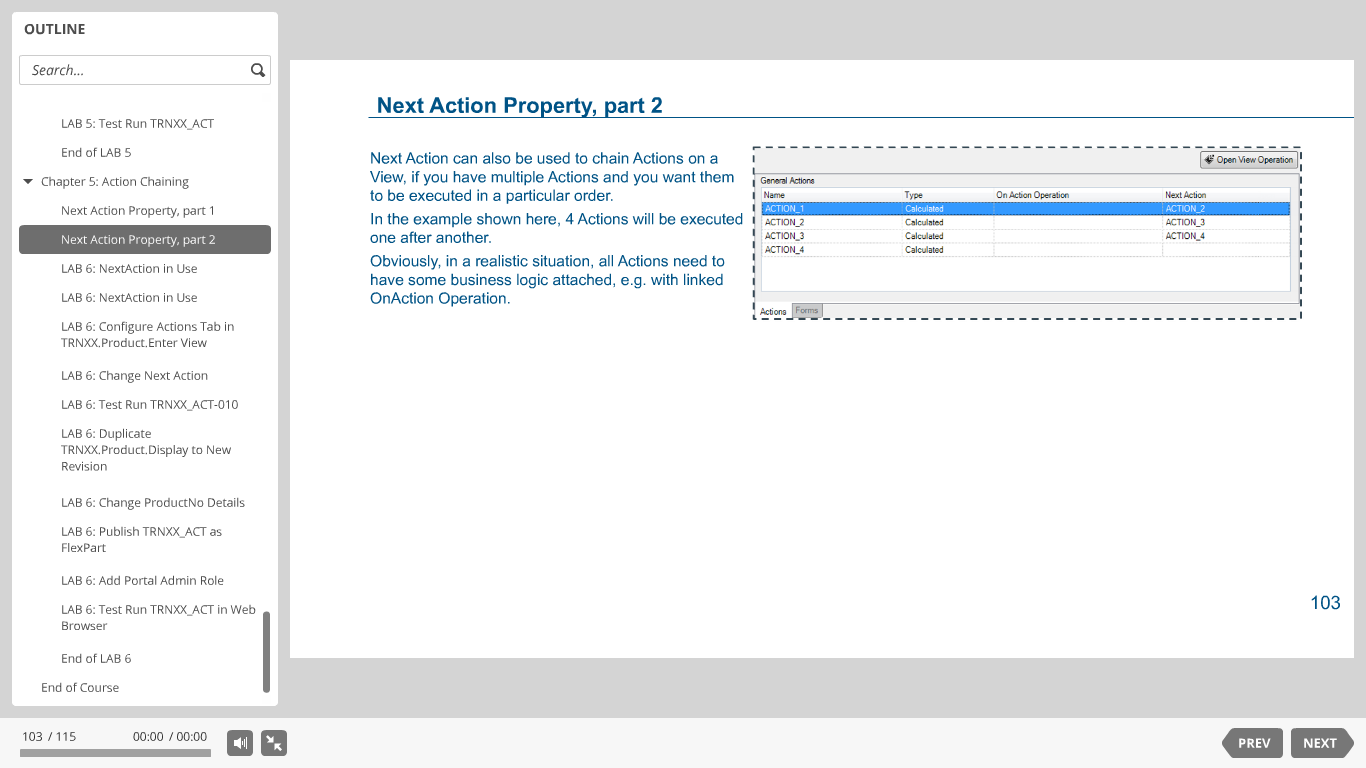 OUTLINE
Search...
LAB 5: Test Run TRNXX_ACT
End of LAB 5
Chapter 5: Action Chaining
Next Action Property, part 1
Next Action Property, part 2
LAB 6: NextAction in Use
LAB 6: NextAction in Use
LAB 6: Configure Actions Tab in
TRNXX.Product.Enter View
LAB 6: Change Next Action
LAB 6: Test Run TRNXX_ACT-010
LAB 6: Duplicate
TRNXX.Product.Display to New
Revision
LAB 6: Change ProductNo Details
LAB 6: Publish TRNXX_ACT as
FlexPart
LAB 6: Add Portal Admin Role
LAB 6: Test Run TRNXX_ACT in Web
Browser
End of LAB 6
End of Course
Next Action Property, part 2
Next Action can also be used to chain Actions on a
View, if you have multiple Actions and you want them
to be executed in a particular order.
In the example shown here, 4 Actions will be executed
one after another.
Obviously, in a realistic situation, all Actions need to
have some business logic attached, e.g. with linked
OnAction Operation.
Open View Operation
General Actions
Name Type On Action Operation Next Action
ACTION_1 Calculated ACTION_2
ACTION_2 Calculated ACTION_3
ACTION_3 Calculated ACTION_4
ACTION_4 Calculated
Actions Forms
103
103 / 115 00:00 / 00:00
PREV NEXT